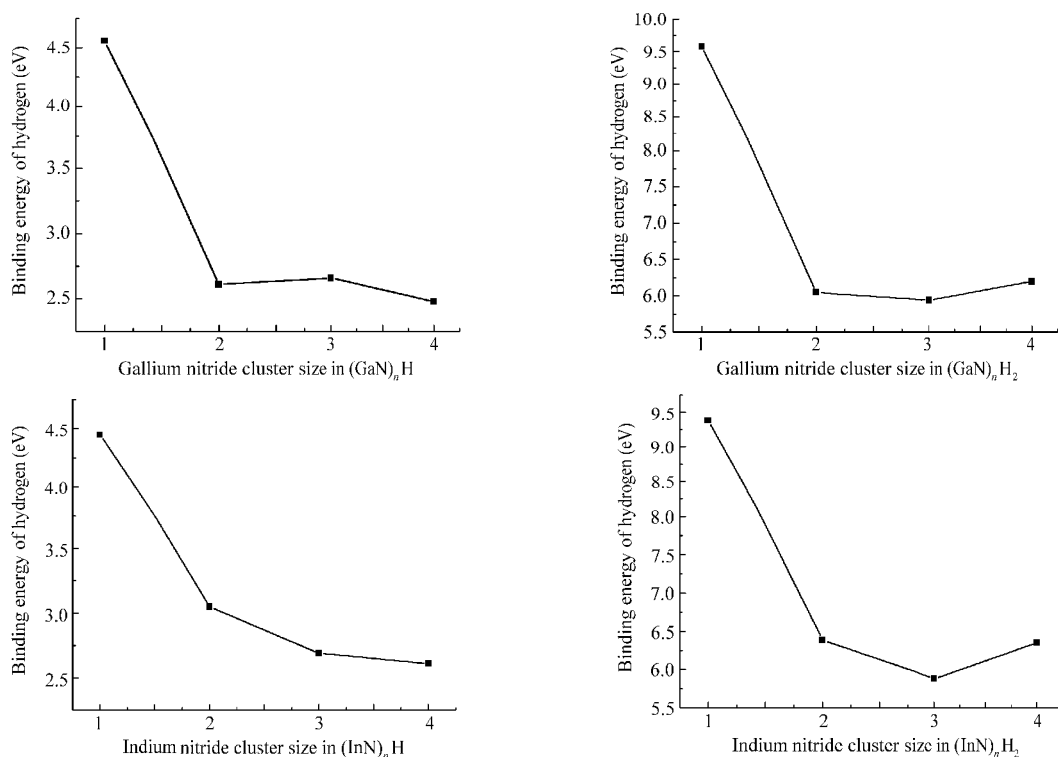 Binding energy of hydrogen (eV)
4.5
4.0
3.5
3.0
2.5
1 2 3 4
Gallium nitride cluster size in (GaN)nH
Binding energy of hydrogen (eV)
10.0
9.5
9.0
8.5
8.0
7.5
7.0
6.5
6.0
5.5
1 2 3 4
Gallium nitride cluster size in (GaN)nH2
Binding energy of hydrogen (eV)
4.5
4.0
3.5
3.0
2.5
1 2 3 4
Indium nitride cluster size in (InN)nH
Binding energy of hydrogen (eV)
9.5
9.0
8.5
8.0
7.5
7.0
6.5
6.0
5.5
1 2 3 4
Indium nitride cluster size in (InN)nH2